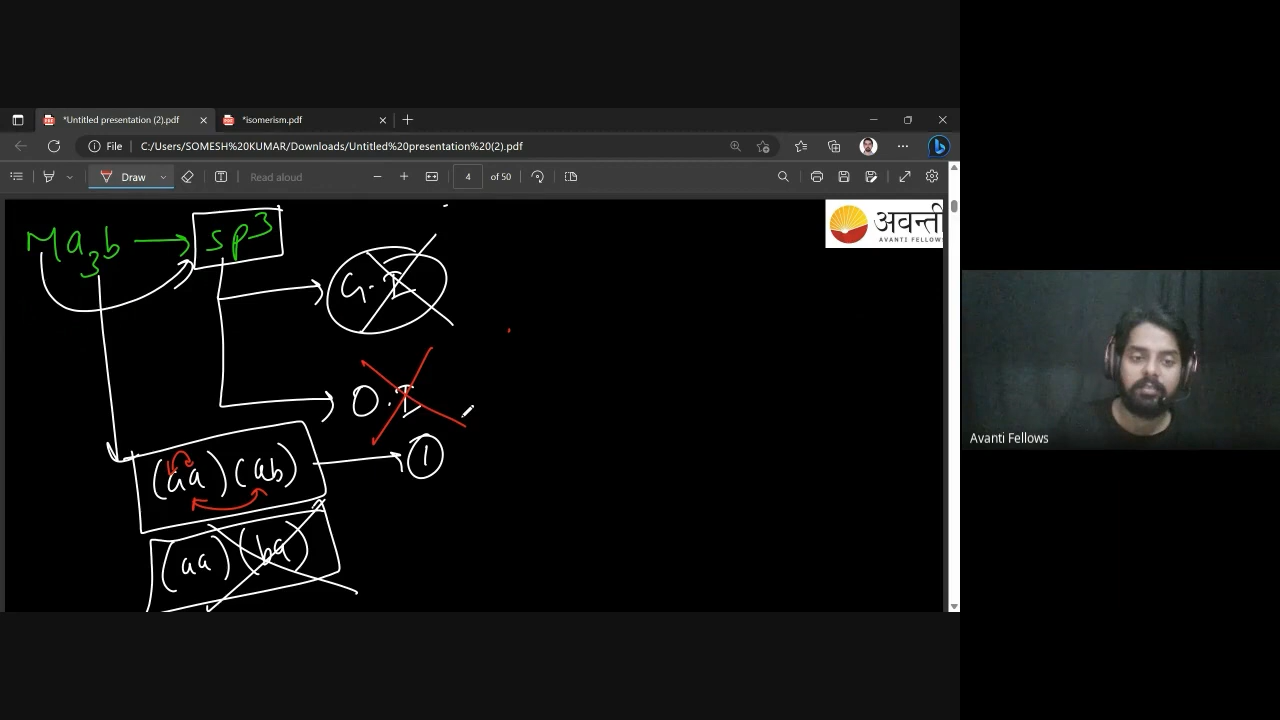 *Untitled presentation (2).pdf
*isomerism.pdf
File
C:/Users/SOMESH%20KUMAR/Downloads/Untitled%20presentation%20(2).pdf
Draw
Read aloud
4 of 50
Ma3b → sp3
अवन्ती
AVANTI FELLOWS
G.I
O.I
(aa)(ab) → 1
(aa)(ba)
Avanti Fellows